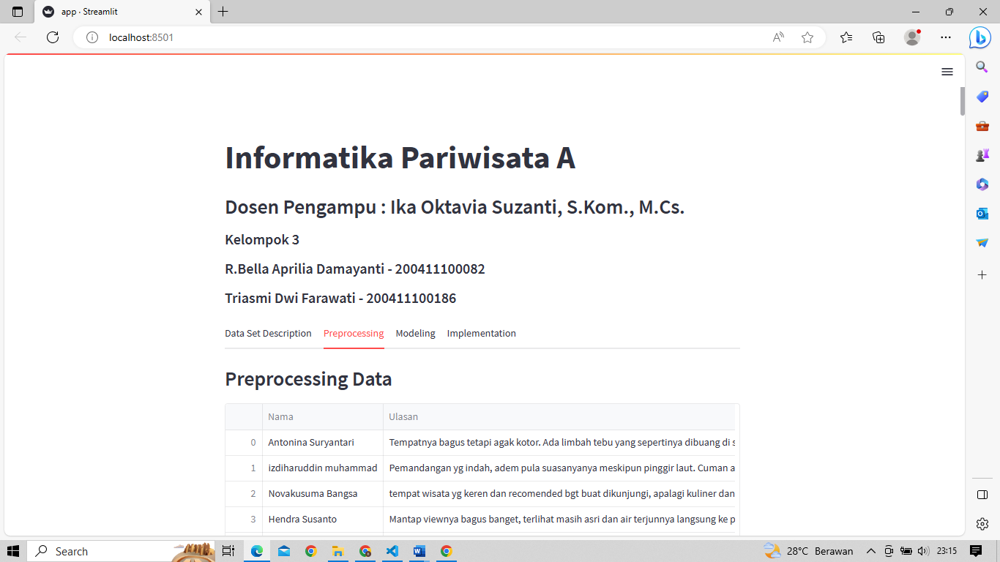 app · Streamlit
localhost:8501
Informatika Pariwisata A
Dosen Pengampu : Ika Oktavia Suzanti, S.Kom., M.Cs.
Kelompok 3
R.Bella Aprilia Damayanti - 200411100082
Triasmi Dwi Farawati - 200411100186
Data Set Description Preprocessing Modeling Implementation
Preprocessing Data
Nama Ulasan
0 Antonina Suryantari Tempatnya bagus tetapi agak kotor. Ada limbah tebu yang sepertinya dibuang di s
1 izdiharuddin muhammad Pemandangan yg indah, adem pula suasanyanya meskipun pinggir laut. Cuman a
2 Novakusuma Bangsa tempat wisata yg keren dan recomended bgt buat dikunjungi, apalagi kuliner dan
3 Hendra Susanto Mantap viewnya bagus banget, terlihat masih asri dan air terjunnya langsung ke p
Search 28°C Berawan 23:15